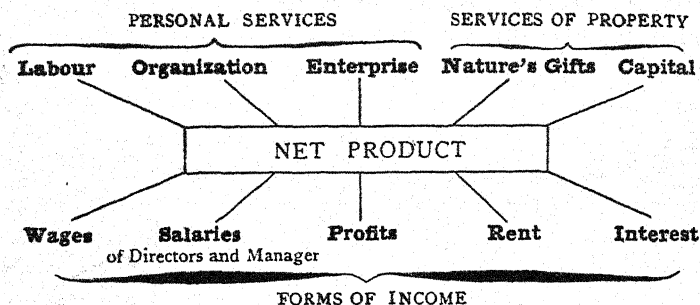 PERSONAL SERVICES SERVICES OF PROPERTY
Labour Organization Enterprise Nature's Gifts Capital
NET PRODUCT
Wages Salaries Profits Rent Interest
of Directors and Manager
FORMS OF INCOME